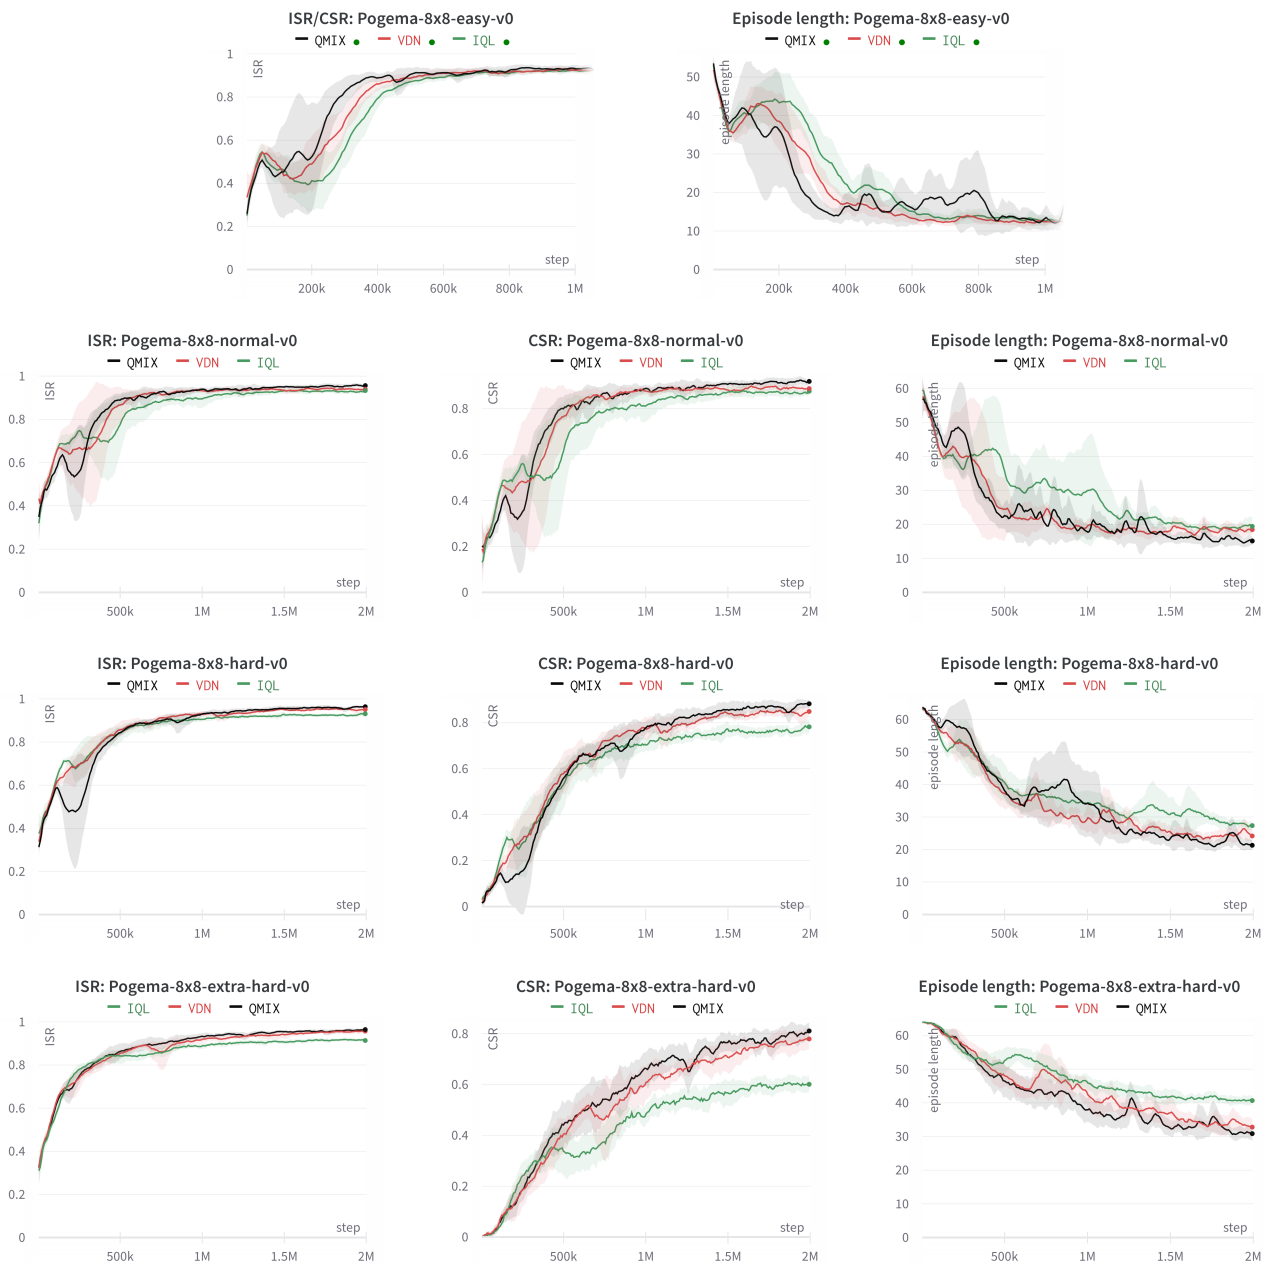 ISR/CSR: Pogema-8x8-easy-v0
QMIX VDN IQL
ISR
1
0.8
0.6
0.4
0.2
0
step
200k 400k 600k 800k 1M
Episode length: Pogema-8x8-easy-v0
QMIX VDN IQL
episode length
50
40
30
20
10
0
step
200k 400k 600k 800k 1M
ISR: Pogema-8x8-normal-v0
QMIX VDN IQL
ISR
1
0.8
0.6
0.4
0.2
0
step
500k 1M 1.5M 2M
CSR: Pogema-8x8-normal-v0
QMIX VDN IQL
CSR
0.8
0.6
0.4
0.2
0
step
500k 1M 1.5M 2M
Episode length: Pogema-8x8-normal-v0
QMIX VDN IQL
episode length
60
50
40
30
20
10
0
step
500k 1M 1.5M 2M
ISR: Pogema-8x8-hard-v0
QMIX VDN IQL
ISR
1
0.8
0.6
0.4
0.2
0
step
500k 1M 1.5M 2M
CSR: Pogema-8x8-hard-v0
QMIX VDN IQL
CSR
0.8
0.6
0.4
0.2
0
step
500k 1M 1.5M 2M
Episode length: Pogema-8x8-hard-v0
QMIX VDN IQL
episode length
60
50
40
30
20
10
0
step
500k 1M 1.5M 2M
ISR: Pogema-8x8-extra-hard-v0
IQL VDN QMIX
ISR
1
0.8
0.6
0.4
0.2
0
step
500k 1M 1.5M 2M
CSR: Pogema-8x8-extra-hard-v0
IQL VDN QMIX
CSR
0.8
0.6
0.4
0.2
0
step
500k 1M 1.5M 2M
Episode length: Pogema-8x8-extra-hard-v0
IQL VDN QMIX
episode length
60
50
40
30
20
10
0
step
500k 1M 1.5M 2M